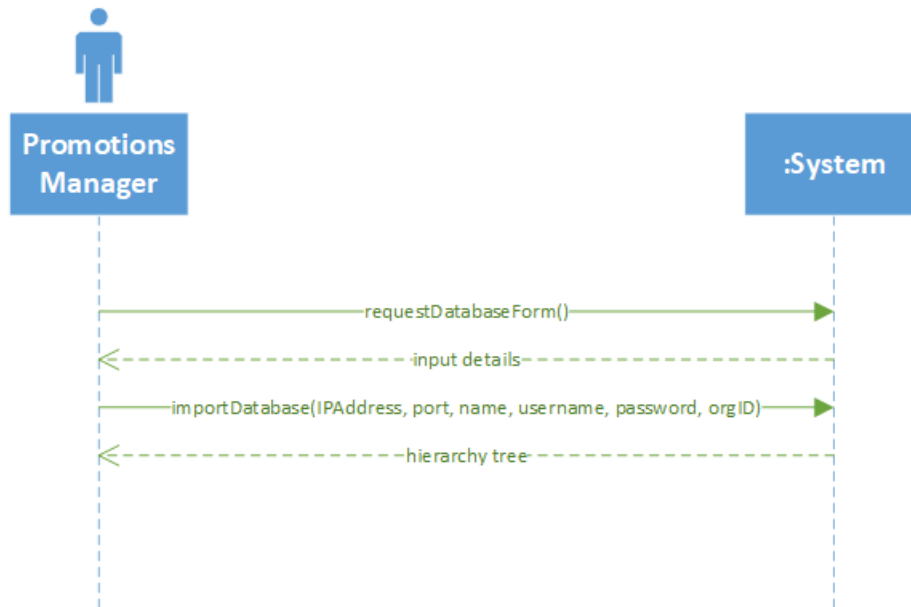 Promotions
Manager
:System
requestDatabaseForm()
input details
importDatabase(IPAddress, port, name, username, password, orgID)
hierarchy tree